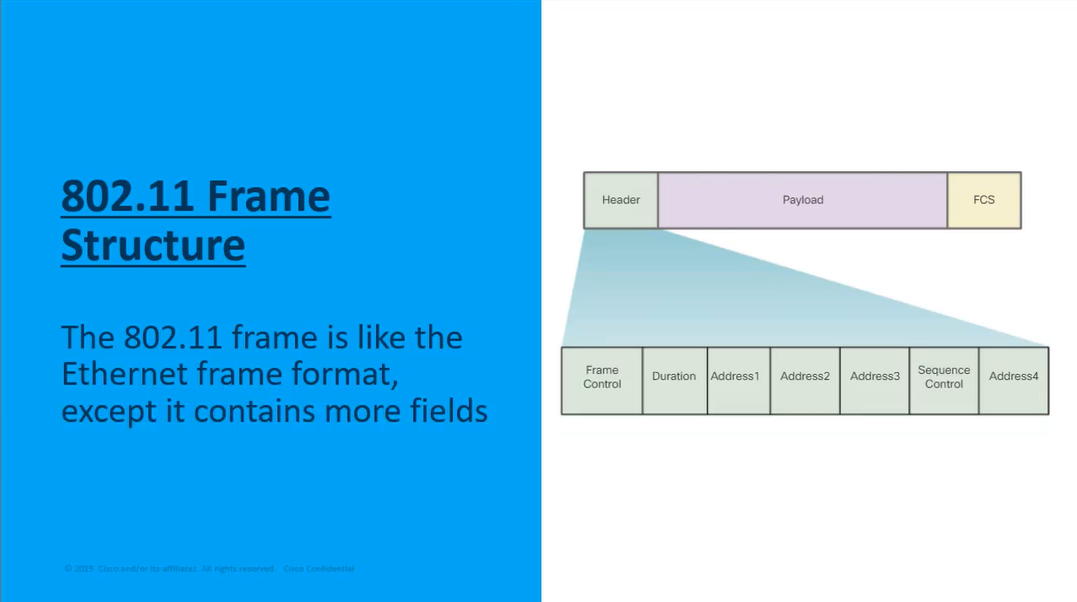 802.11 Frame
Structure
The 802.11 frame is like the
Ethernet frame format,
except it contains more fields
© 2019 Cisco and/or its affiliates. All rights reserved. Cisco Confidential
Header
Payload
FCS
Frame
Control
Duration
Address1
Address2
Address3
Sequence
Control
Address4